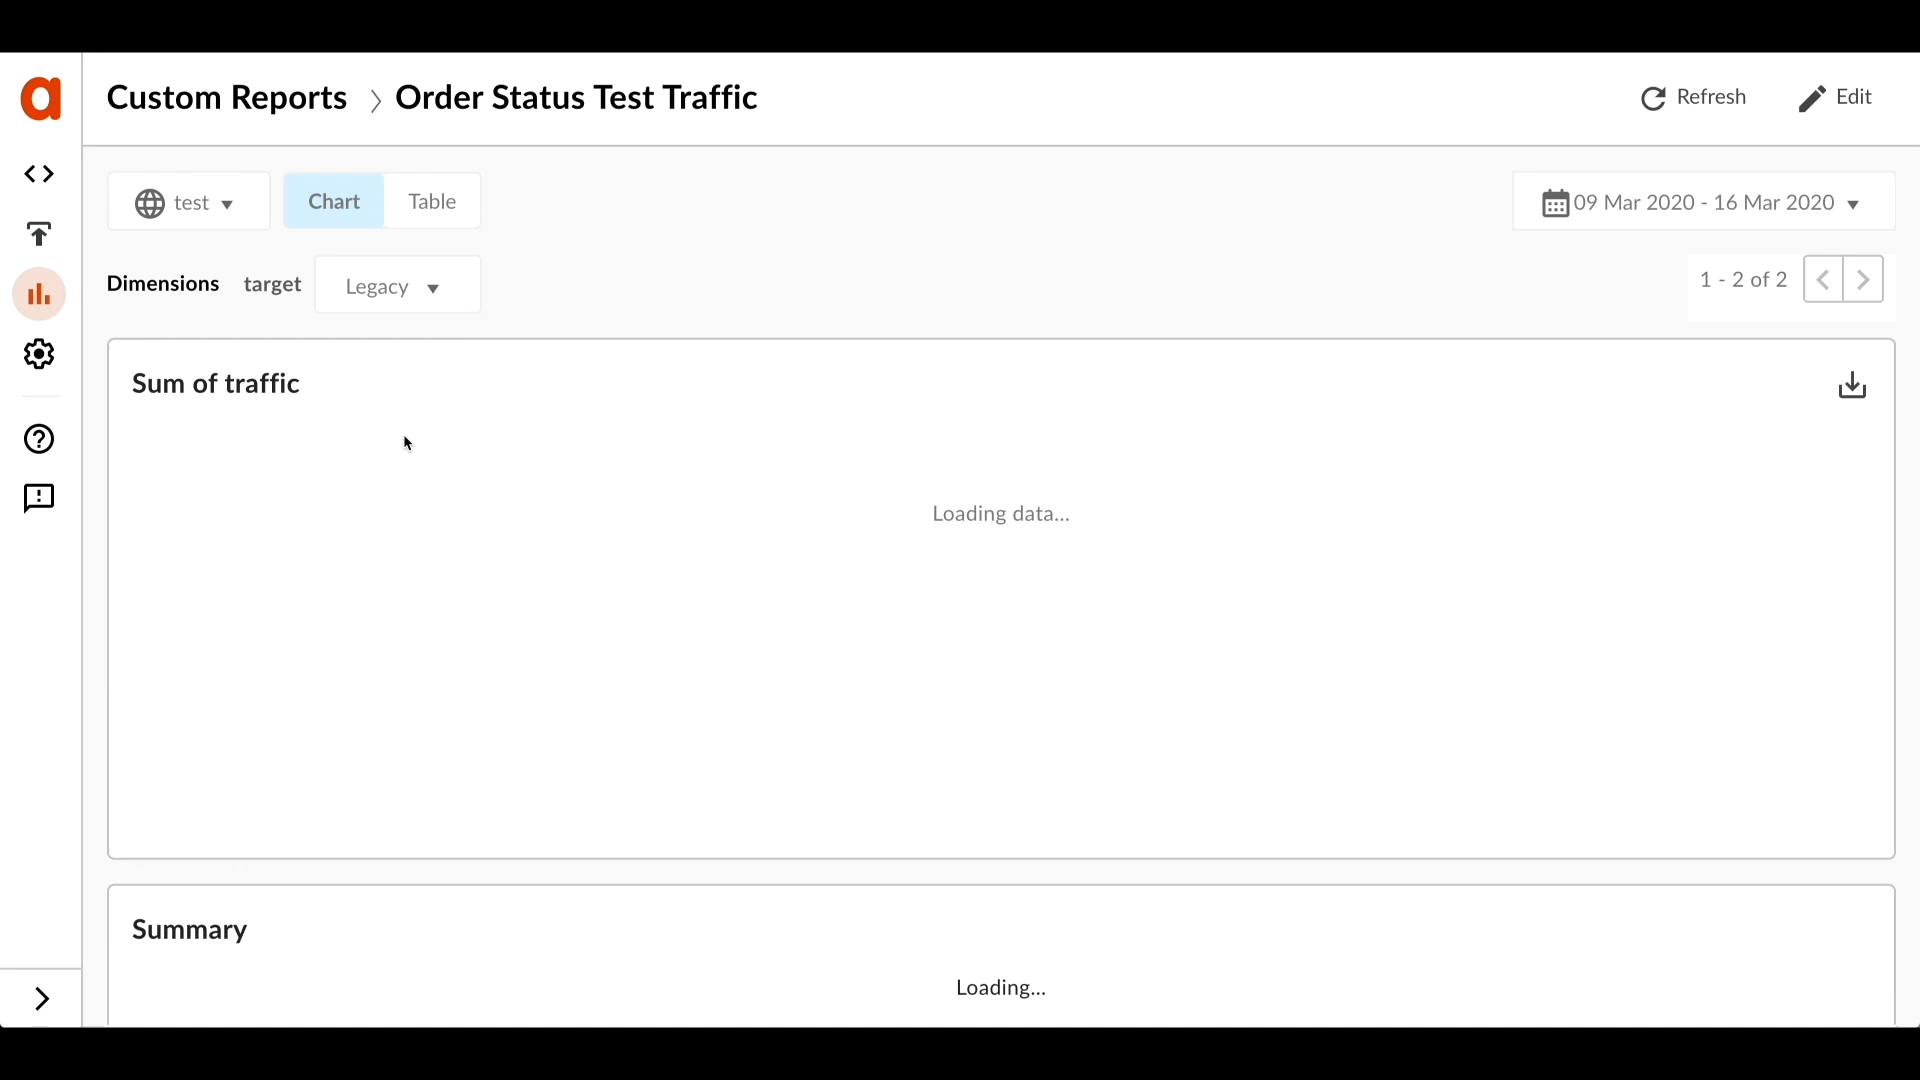 Custom Reports > Order Status Test Traffic
Refresh
Edit
test
Chart
Table
09 Mar 2020 - 16 Mar 2020
Dimensions target Legacy
1 - 2 of 2
Sum of traffic
Loading data...
Summary
Loading...